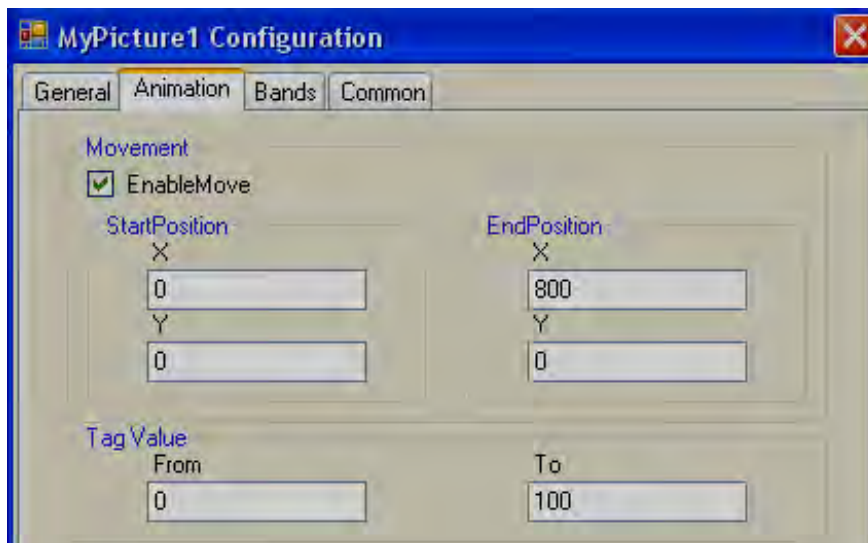 MyPicture1 Configuration
General Animation Bands Common
Movement
EnableMove
StartPosition EndPosition
X X
0 800
Y Y
0 0
Tag Value
From To
0 100